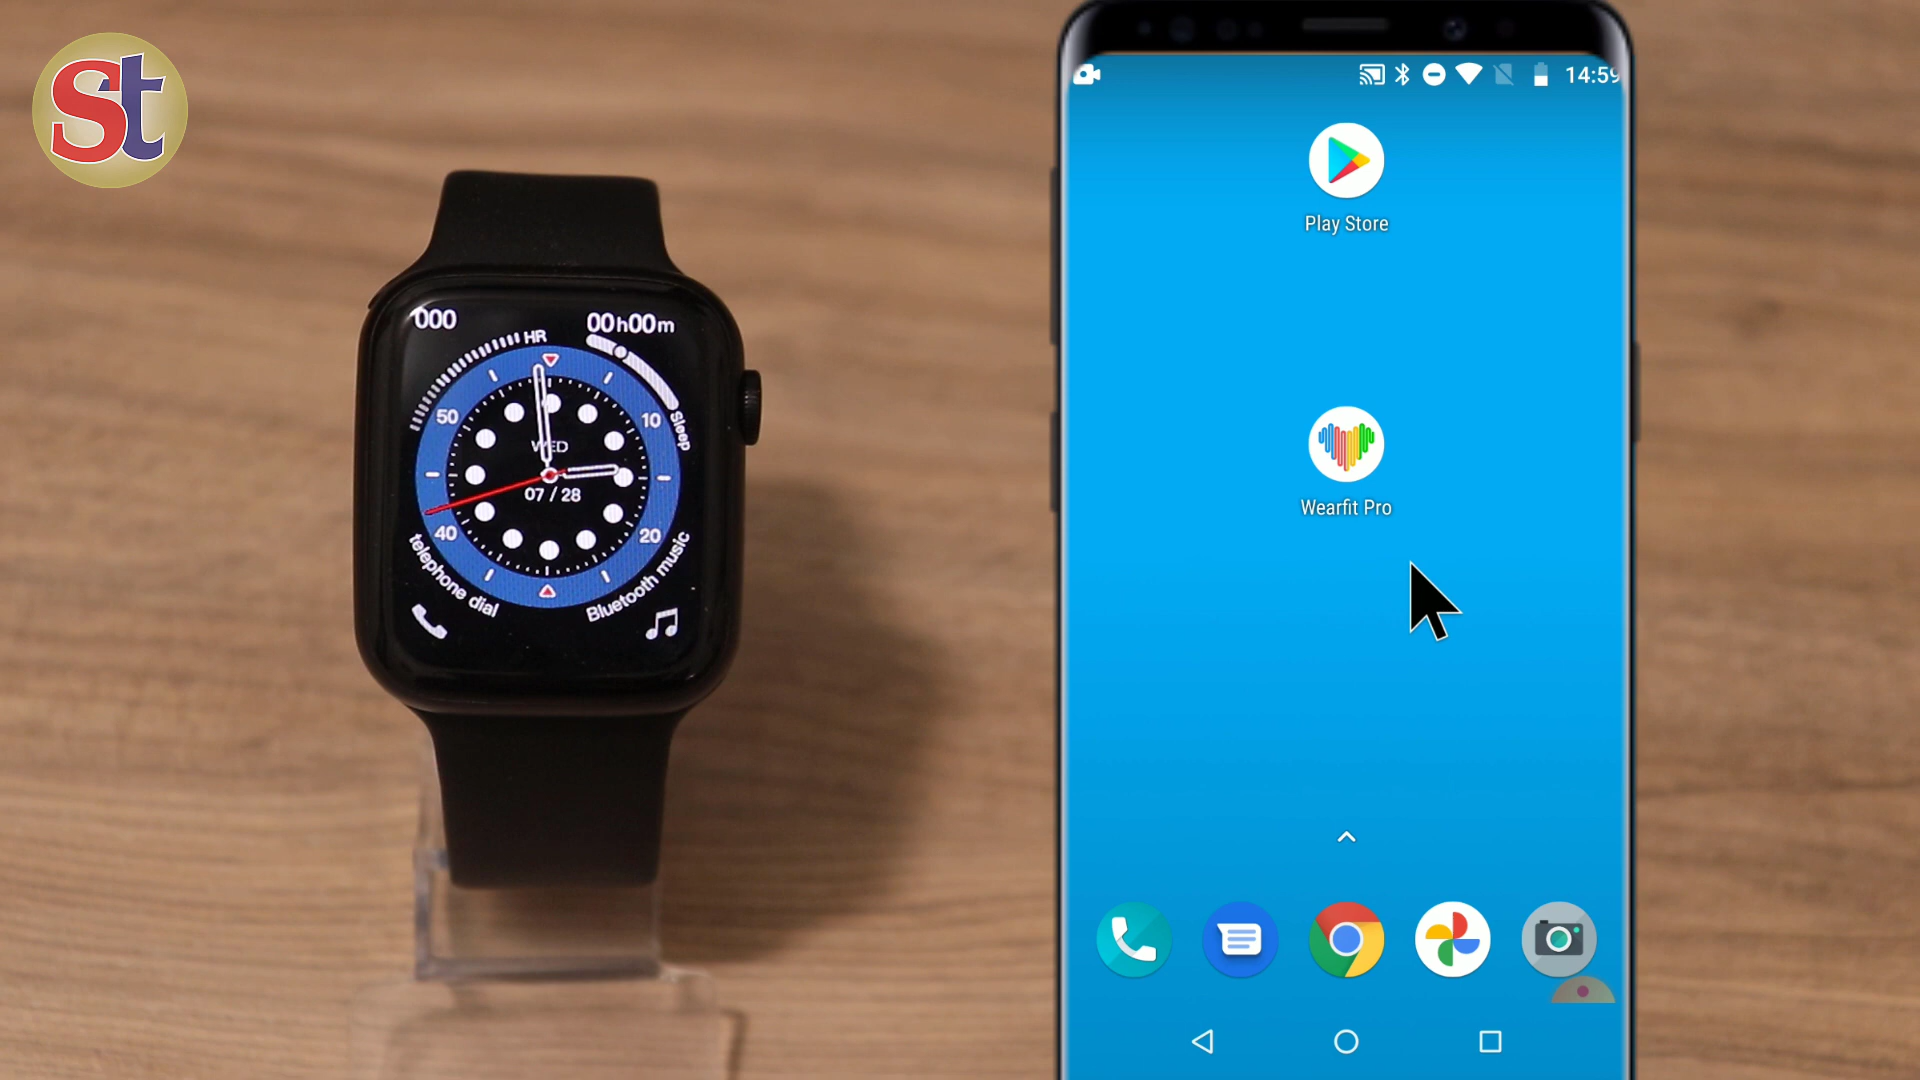 St
000
00h00m
HR
Sleep
50
10
WED
07 / 28
40
20
telephone dial
Bluetooth music
14:59
Play Store
Wearfit Pro